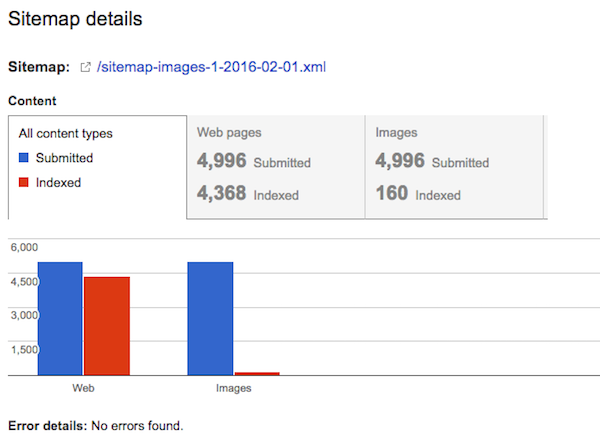 Sitemap details
Sitemap: /sitemap-images-1-2016-02-01.xml
Content
All content types
Submitted
Indexed
Web pages
4,996 Submitted
4,368 Indexed
Images
4,996 Submitted
160 Indexed
6,000
4,500
3,000
1,500
Web
Images
Error details: No errors found.